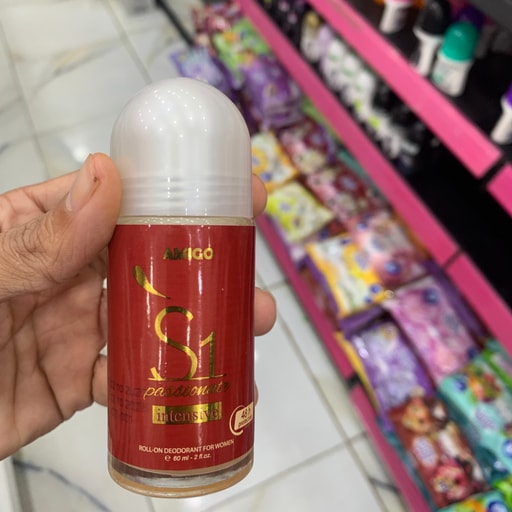 AMIGO
S1
passionate
intensive
48 h
ROLL-ON DEODORANT FOR WOMEN
e 60 ml - 2 fl oz.